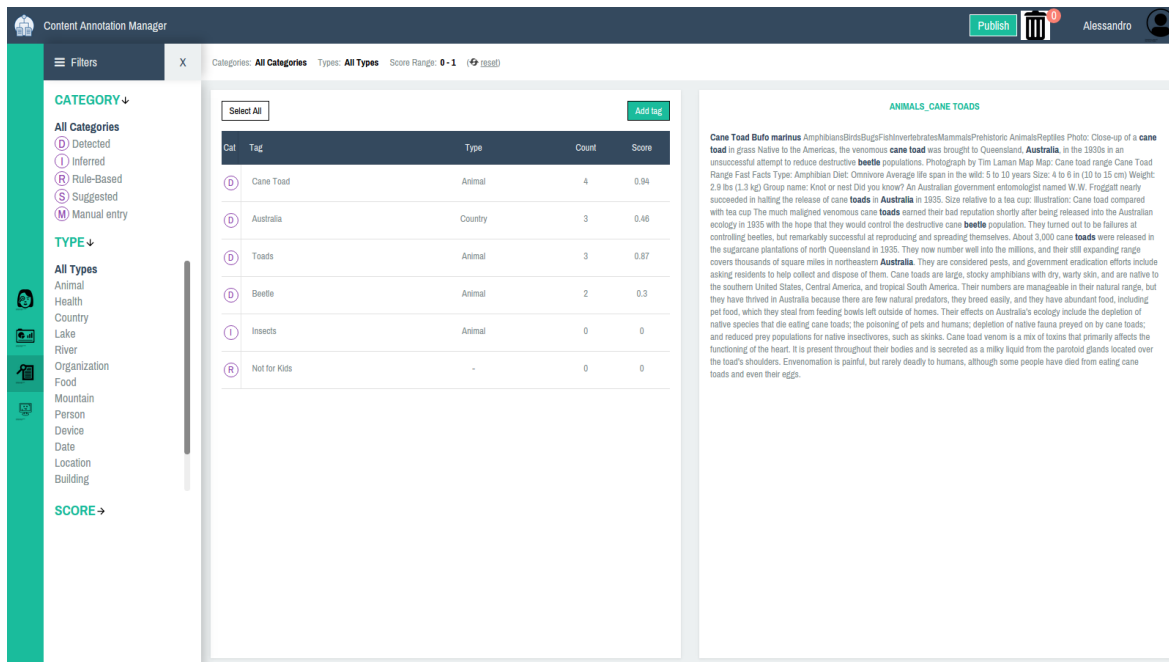 Content Annotation Manager
Publish
0
Alessandro
Filters
X
Categories: All Categories Types: All Types Score Range: 0 - 1 (reset)
CATEGORY
All Categories
D Detected
I Inferred
R Rule-Based
S Suggested
M Manual entry
TYPE
All Types
Animal
Health
Country
Lake
River
Organization
Food
Mountain
Person
Device
Date
Location
Building
SCORE
Select All
Add tag
Cat Tag Type Count Score
D Cane Toad Animal 4 0.94
D Australia Country 3 0.46
D Toads Animal 3 0.87
D Beetle Animal 2 0.3
I Insects Animal 0 0
R Not for Kids - 0 0
ANIMALS_CANE TOADS
Cane Toad Bufo marinus AmphibiansBirdsBugsFishInvertebratesMammalsPrehistoric AnimalsReptiles Photo: Close-up of a cane
toad in grass Native to the Americas, the venomous cane toad was brought to Queensland, Australia, in the 1930s in an
unsuccessful attempt to reduce destructive beetle populations. Photograph by Tim Laman Map Map: Cane toad range Cane Toad
Range Fast Facts Type: Amphibian Diet: Omnivore Average life span in the wild: 5 to 10 years Size: 4 to 6 in (10 to 15 cm) Weight:
2.9 lbs (1.3 kg) Group name: Knot or nest Did you know? An Australian government entomologist named W.W. Froggatt nearly
succeeded in halting the release of cane toads in Australia in 1935. Size relative to a tea cup: Illustration: Cane toad compared
with tea cup The much maligned venomous cane toads earned their bad reputation shortly after being released into the Australian
ecology in 1935 with the hope that they would control the destructive cane beetle population. They turned out to be failures at
controlling beetles, but remarkably successful at reproducing and spreading themselves. About 3,000 cane toads were released in
the sugarcane plantations of north Queensland in 1935. They now number well into the millions, and their still expanding range
covers thousands of square miles in northeastern Australia. They are considered pests, and government eradication efforts include
asking residents to help collect and dispose of them. Cane toads are large, stocky amphibians with dry, warty skin, and are native to
the southern United States, Central America, and tropical South America. Their numbers are manageable in their natural range, but
they have thrived in Australia because there are few natural predators, they breed easily, and they have abundant food, including
pet food, which they steal from feeding bowls left outside of homes. Their effects on Australia's ecology include the depletion of
native species that die eating cane toads; the poisoning of pets and humans; depletion of native fauna preyed on by cane toads;
and reduced prey populations for native insectivores, such as skinks. Cane toad venom is a mix of toxins that primarily affects the
functioning of the heart. It is present throughout their bodies and is secreted as a milky liquid from the parotoid glands located over
the toad's shoulders. Envenomation is painful, but rarely deadly to humans, although some people have died from eating cane
toads and even their eggs.